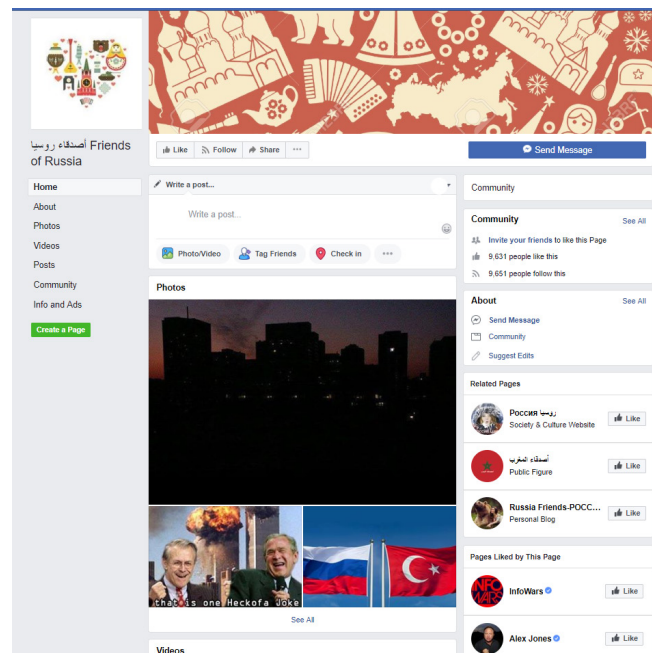 أصدقاء روسيا Friends
of Russia
Home
About
Photos
Videos
Posts
Community
Info and Ads
Create a Page
Like
Follow
Share
Send Message
Write a post...
Write a post...
Photo/Video
Tag Friends
Check in
Photos
that is one Heckofa Joke
See All
Videos
Community
Community See All
Invite your friends to like this Page
9,631 people like this
9,651 people follow this
About See All
Send Message
Community
Suggest Edits
Related Pages
Россия روسيا
Society & Culture Website
Like
أصدقاء المغرب
Public Figure
Like
Russia Friends-POCC...
Personal Blog
Like
Pages Liked by This Page
INFO
WARS
InfoWars
Like
Alex Jones
Like